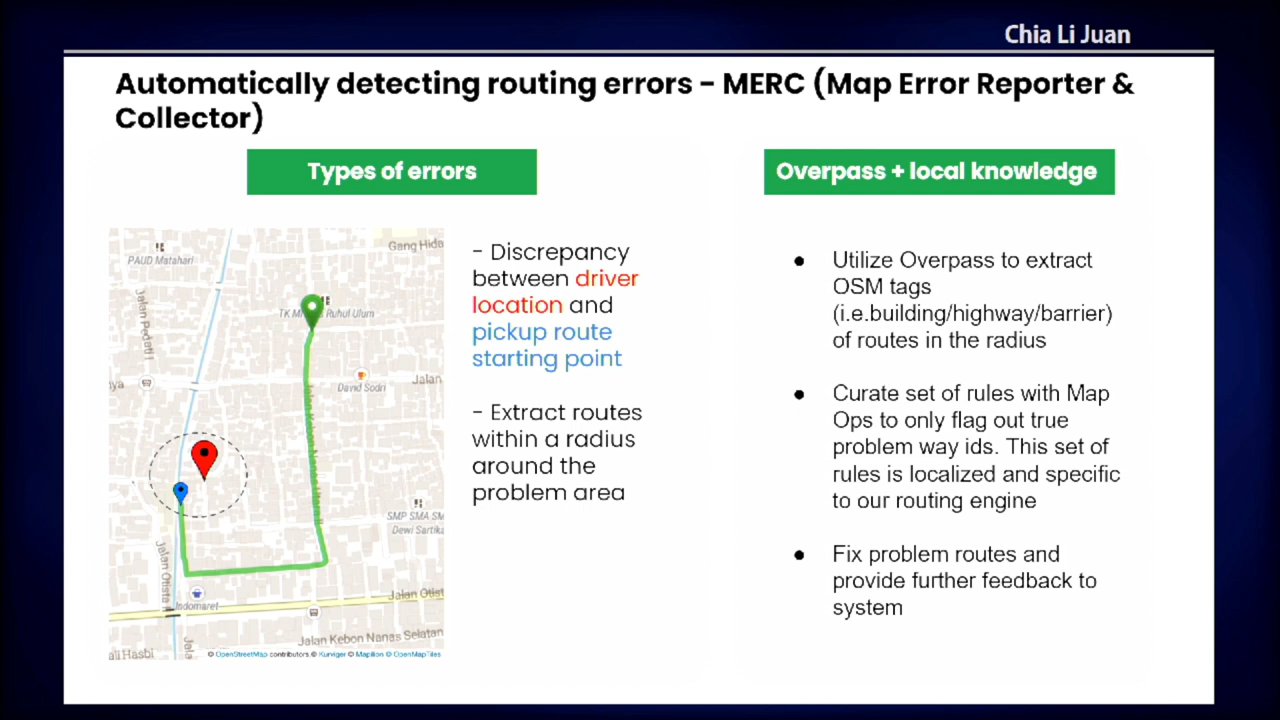 Chia Li Juan
Automatically detecting routing errors – MERC (Map Error Reporter &
Collector)
Types of errors
Overpass + local knowledge
PAUD Matahari
Gang Hida
Jalan Pedati I
Ruhul Ulum
David Sodri
Jalan
SMP SMA SM
Dewi Sartika
Jalan Otista
Indomaret
Jalan Otist
Jalan Kebon Nanas Selatan
ali Hasbi
© OpenStreetMap contributors © Kurviger © Mapilion © OpenMapTiles
- Discrepancy
between driver
location and
pickup route
starting point
- Extract routes
within a radius
around the
problem area
● Utilize Overpass to extract
OSM tags
(i.e.building/highway/barrier)
of routes in the radius
● Curate set of rules with Map
Ops to only flag out true
problem way ids. This set of
rules is localized and specific
to our routing engine
● Fix problem routes and
provide further feedback to
system